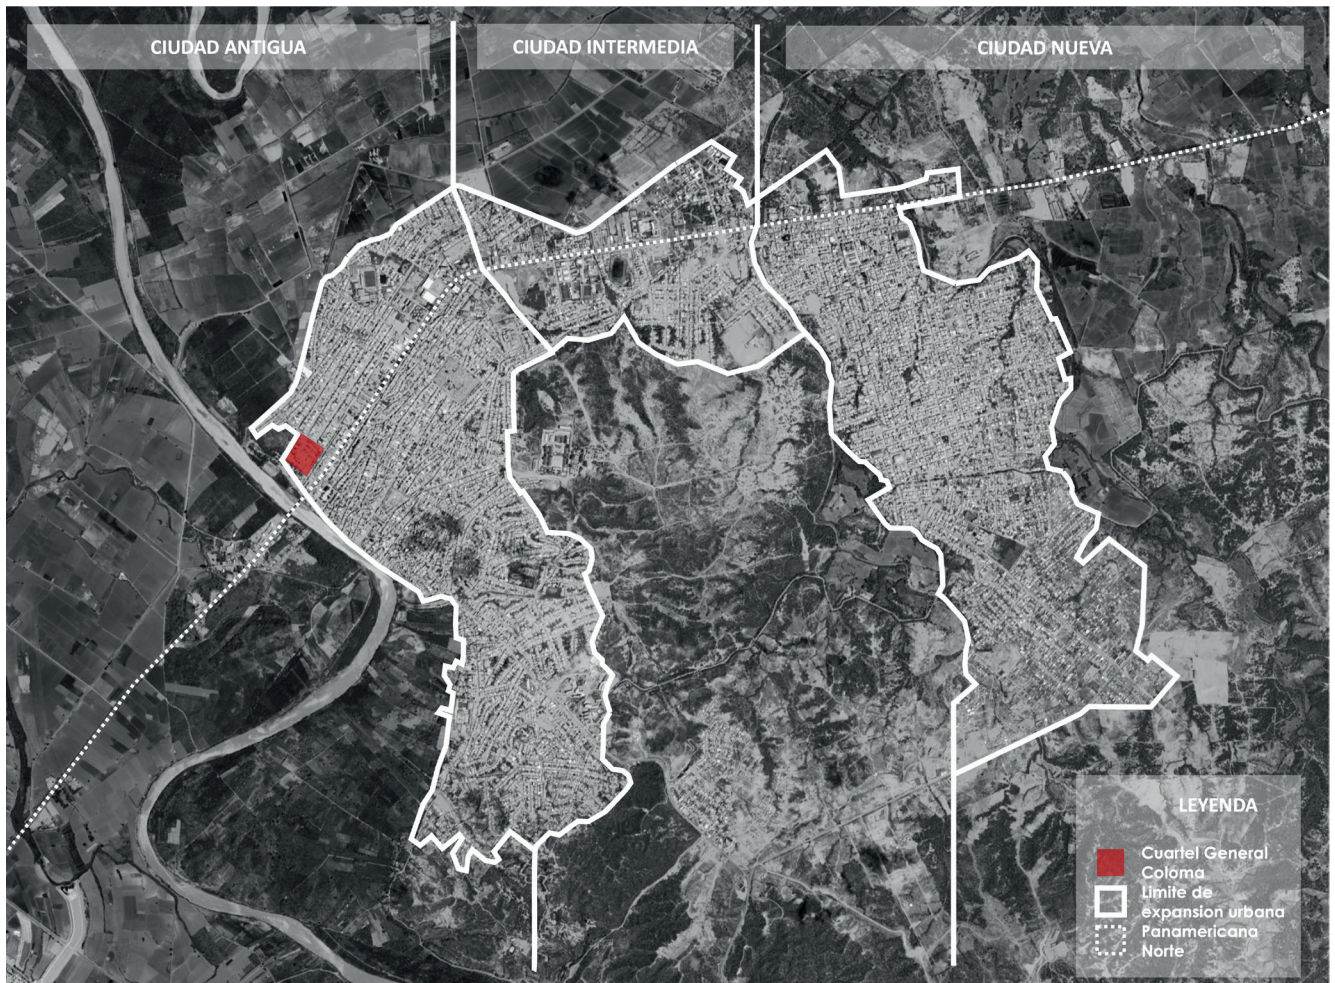 CIUDAD ANTIGUA
CIUDAD INTERMEDIA
CIUDAD NUEVA
LEYENDA
Cuartel General
Coloma
Limite de
expansion urbana
Panamericana
Norte